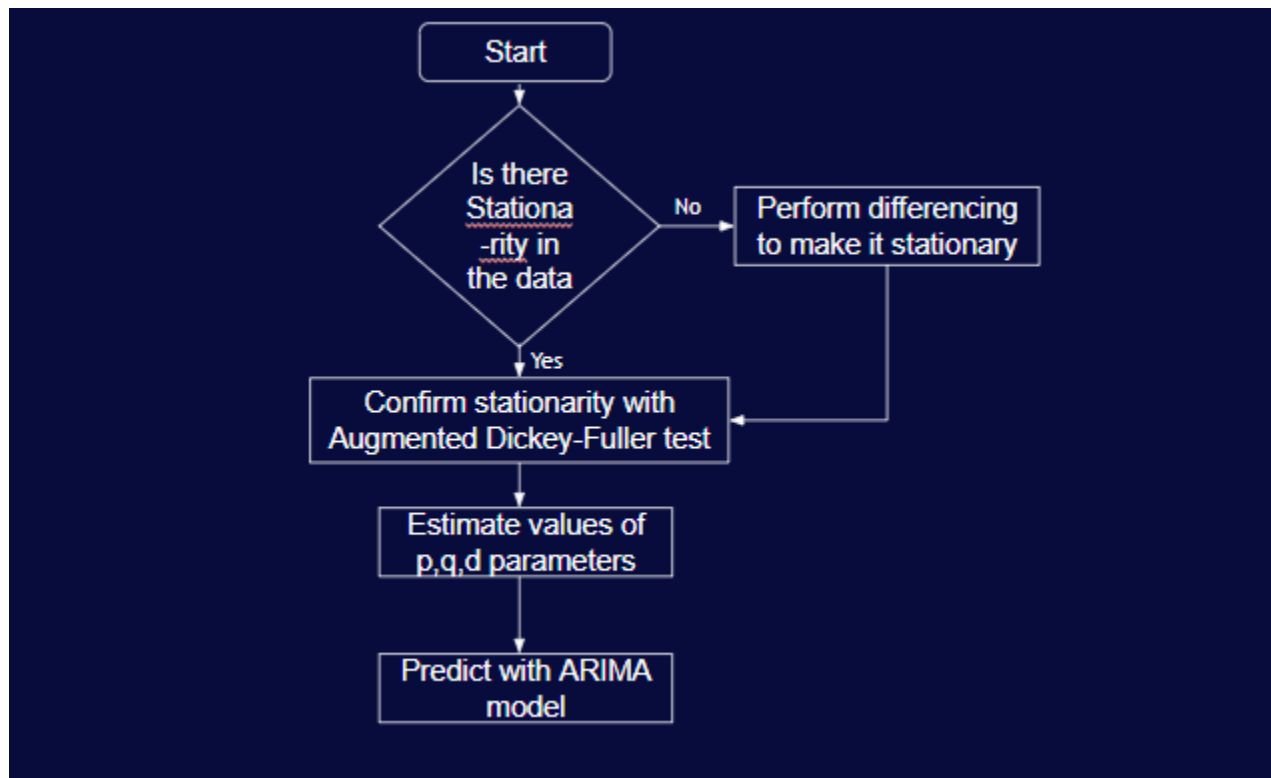 Start
Is there
Stationa
-rity in
the data
No
Perform differencing
to make it stationary
Yes
Confirm stationarity with
Augmented Dickey-Fuller test
Estimate values of
p,q,d parameters
Predict with ARIMA
model